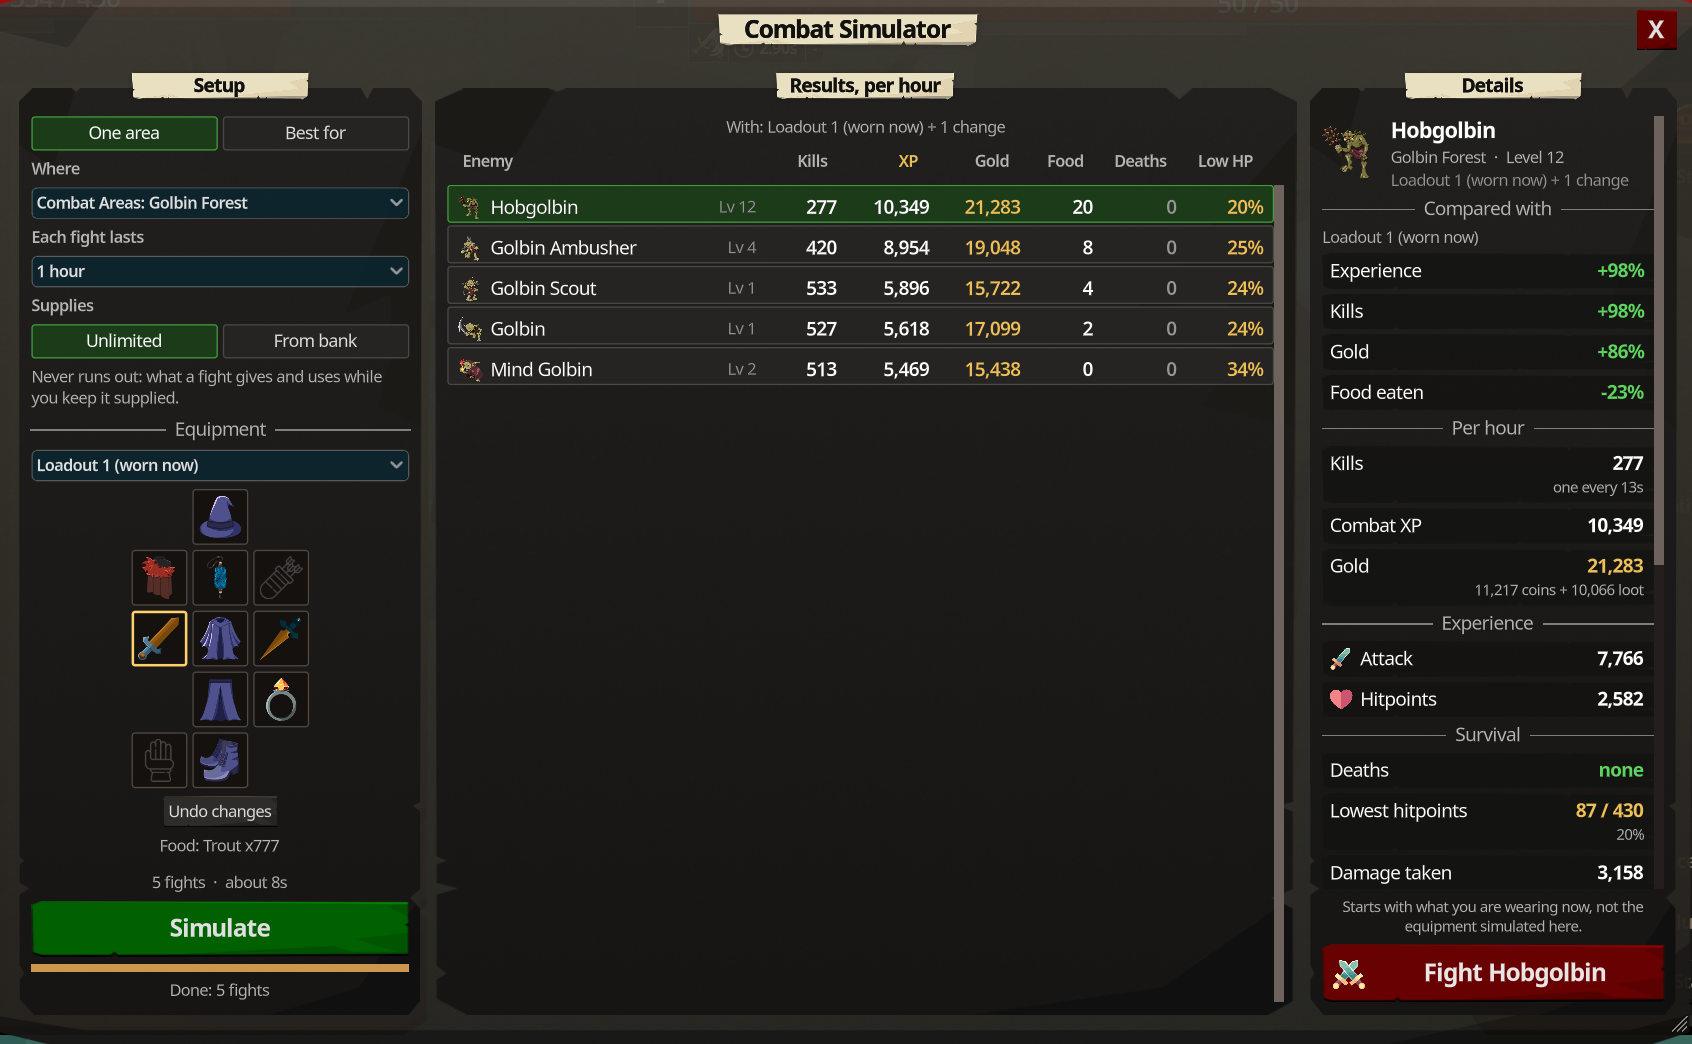 50 / 50
Combat Simulator
X
Setup
One area
Best for
Where
Combat Areas: Golbin Forest
Each fight lasts
1 hour
Supplies
Unlimited
From bank
Never runs out: what a fight gives and uses while
you keep it supplied.
Equipment
Loadout 1 (worn now)
Undo changes
Food: Trout x777
5 fights · about 8s
Simulate
Done: 5 fights
Results, per hour
With: Loadout 1 (worn now) + 1 change
Enemy Kills XP Gold Food Deaths Low HP
Hobgolbin Lv 12 277 10,349 21,283 20 0 20%
Golbin Ambusher Lv 4 420 8,954 19,048 8 0 25%
Golbin Scout Lv 1 533 5,896 15,722 4 0 24%
Golbin Lv 1 527 5,618 17,099 2 0 24%
Mind Golbin Lv 2 513 5,469 15,438 0 0 34%
Details
Hobgolbin
Golbin Forest · Level 12
Loadout 1 (worn now) + 1 change
Compared with
Loadout 1 (worn now)
Experience +98%
Kills +98%
Gold +86%
Food eaten -23%
Per hour
Kills 277
one every 13s
Combat XP 10,349
Gold 21,283
11,217 coins + 10,066 loot
Experience
Attack 7,766
Hitpoints 2,582
Survival
Deaths none
Lowest hitpoints 87 / 430
20%
Damage taken 3,158
Starts with what you are wearing now, not the
equipment simulated here.
Fight Hobgolbin